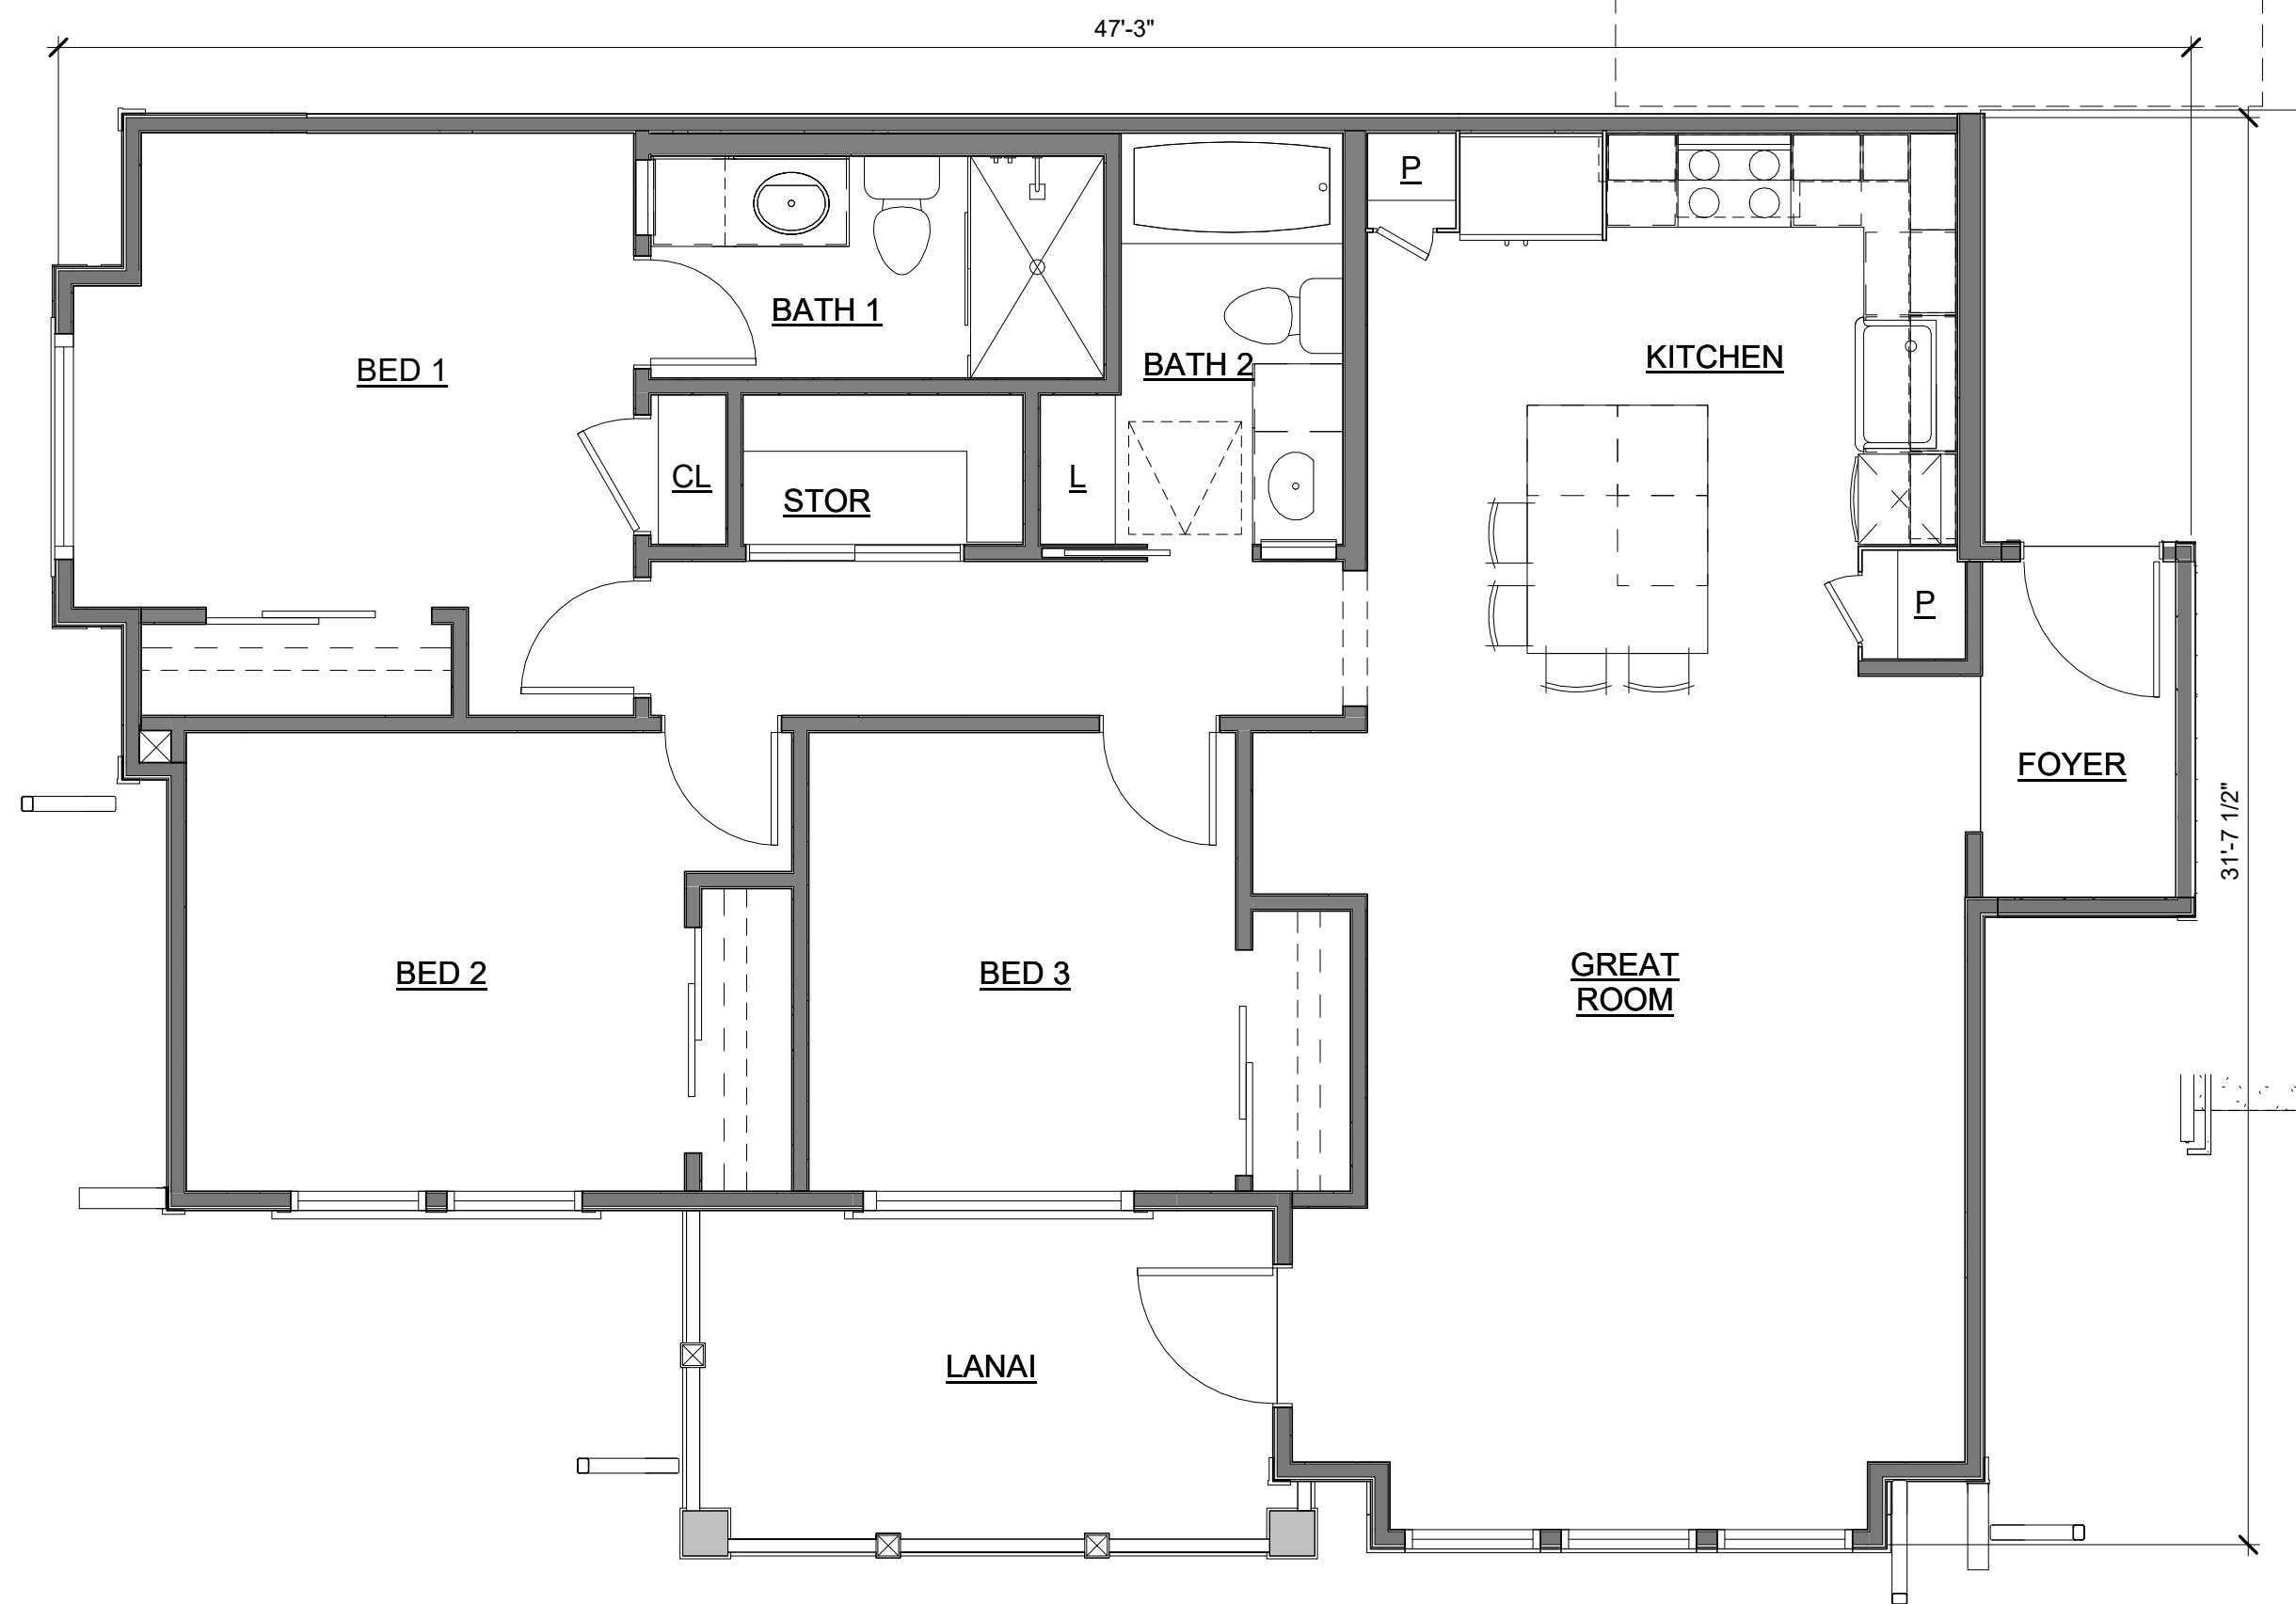 47'-3"
P
BATH 1
BATH 2
KITCHEN
BED 1
CL
STOR
L
P
FOYER
31'-7 1/2"
BED 2
BED 3
GREAT
ROOM
LANAI